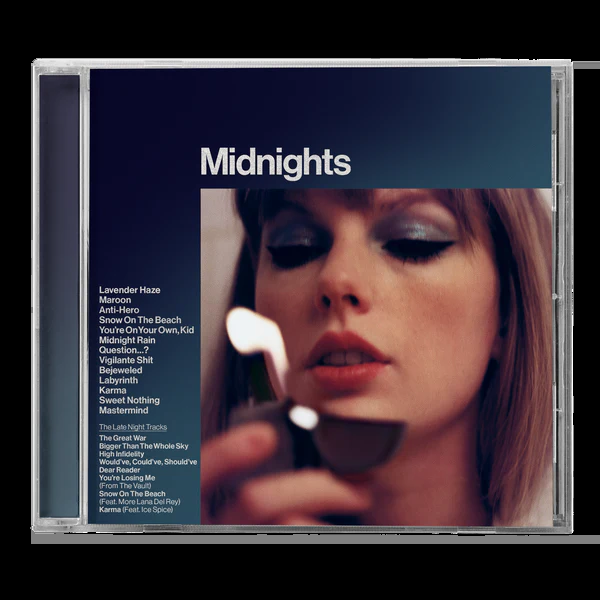 Midnights
Lavender Haze
Maroon
Anti-Hero
Snow On The Beach
You're On Your Own, Kid
Midnight Rain
Question...?
Vigilante Shit
Bejeweled
Labyrinth
Karma
Sweet Nothing
Mastermind
The Late Night Tracks
The Great War
Bigger Than The Whole Sky
High Infidelity
Would've, Could've, Should've
Dear Reader
You're Losing Me
(From The Vault)
Snow On The Beach
(Feat. More Lana Del Rey)
Karma (Feat. Ice Spice)